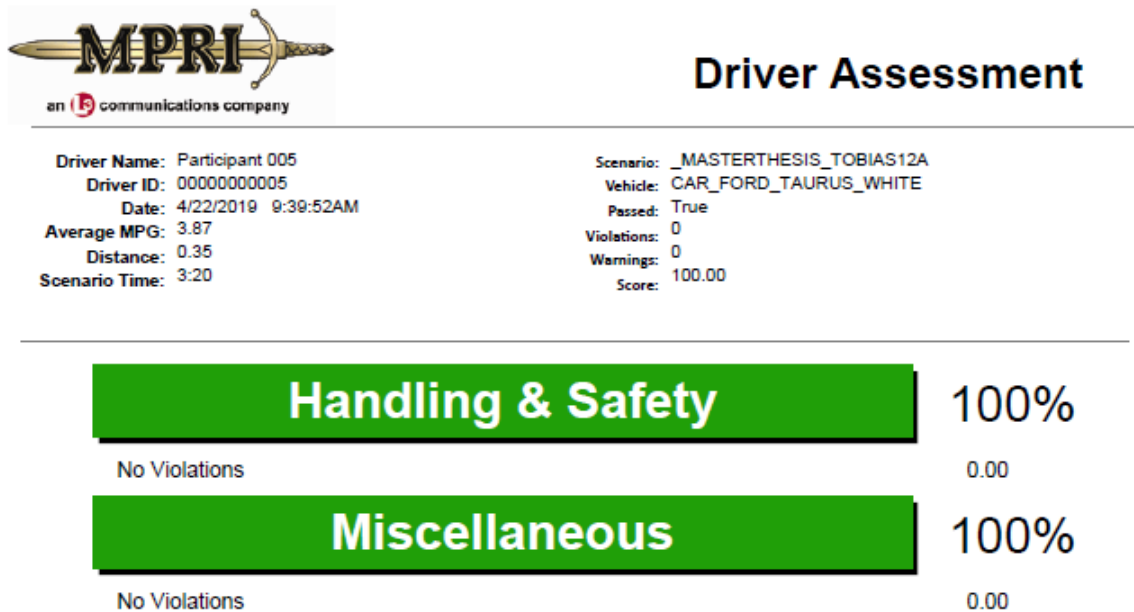 MPRI
an L3 communications company
Driver Assessment
Driver Name: Participant 005
Driver ID: 00000000005
Date: 4/22/2019 9:39:52AM
Average MPG: 3.87
Distance: 0.35
Scenario Time: 3:20
Scenario: _MASTERTHESIS_TOBIAS12A
Vehicle: CAR_FORD_TAURUS_WHITE
Passed: True
Violations: 0
Warnings: 0
Score: 100.00
Handling & Safety 100%
No Violations 0.00
Miscellaneous 100%
No Violations 0.00